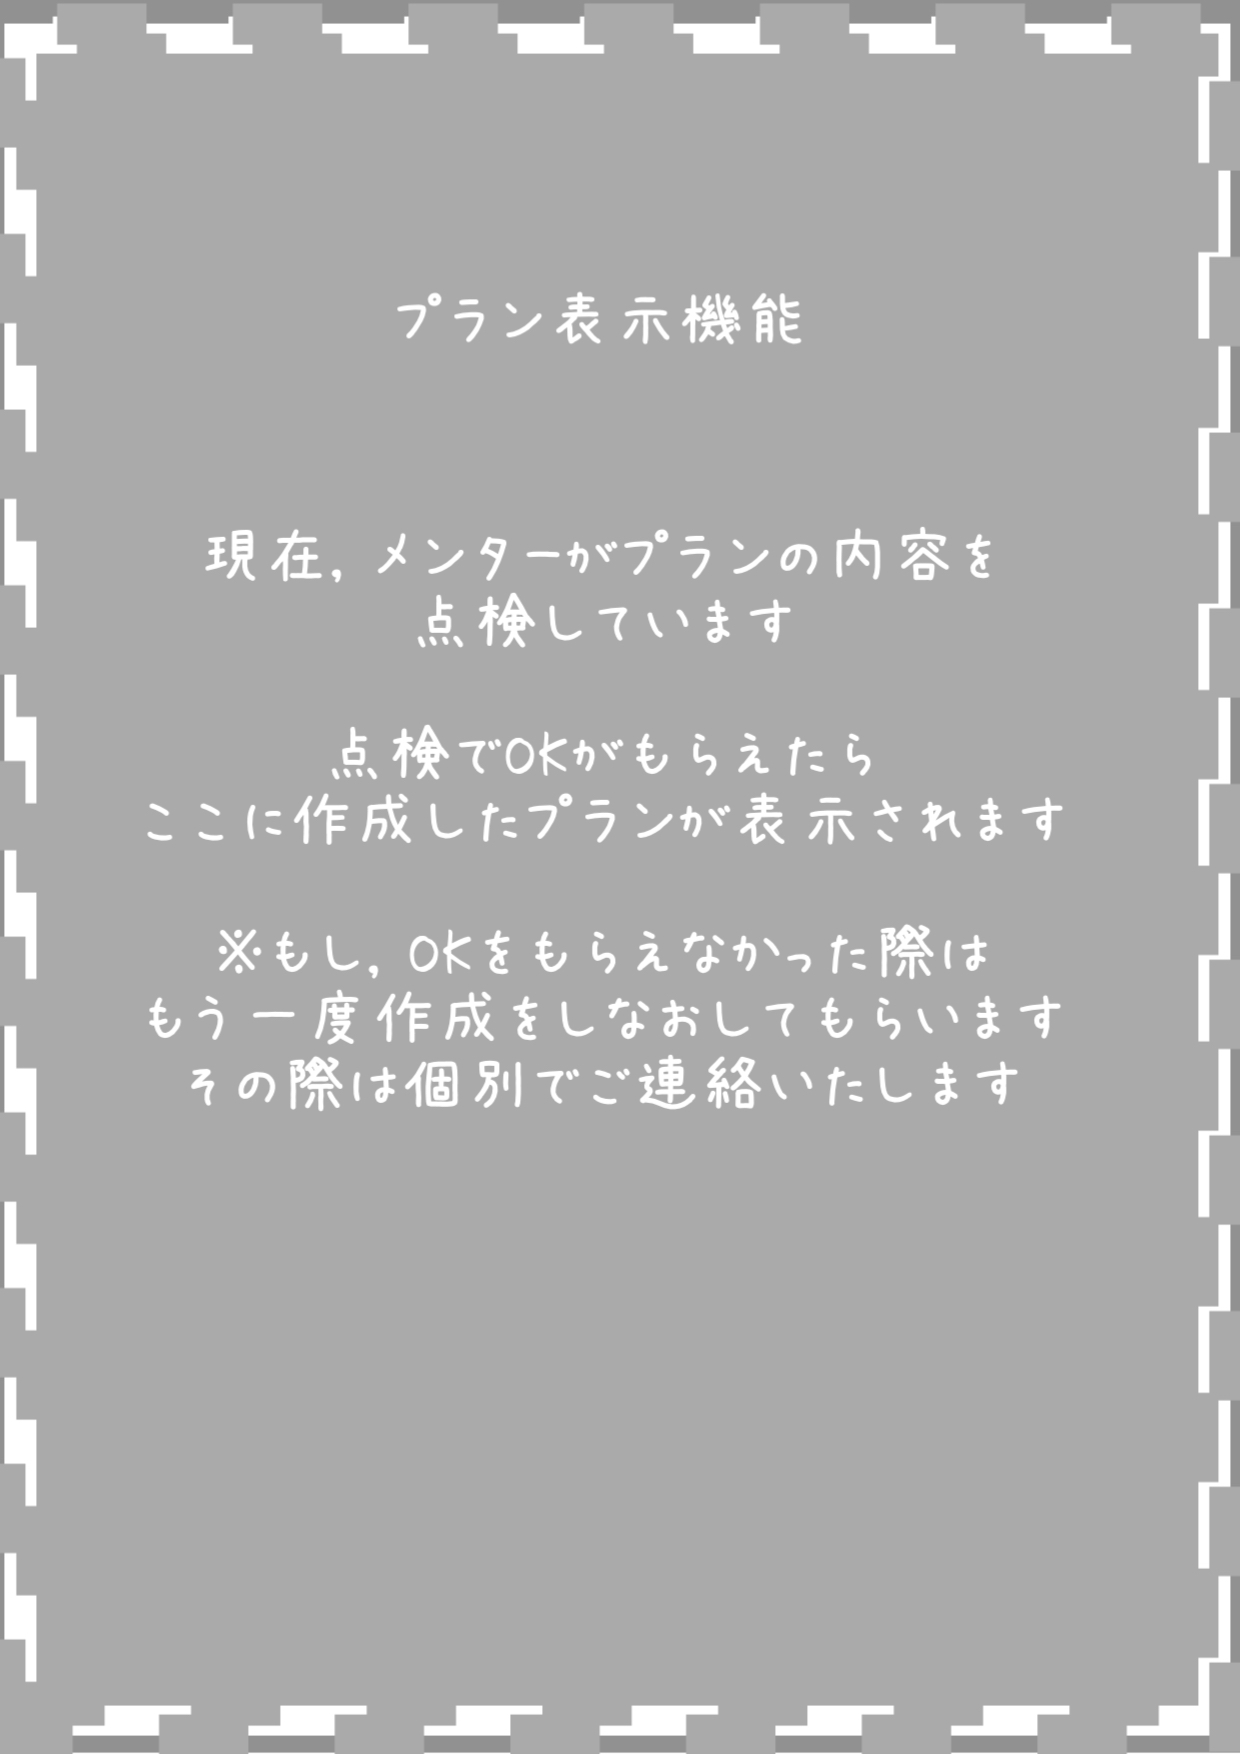 プラン表示機能
現在, メンターがプランの内容を
点検しています
点検でOKがもらえたら
ここに作成したプランが表示されます
※もし, OKをもらえなかった際は
もう一度作成をしなおしてもらいます
その際は個別でご連絡いたします